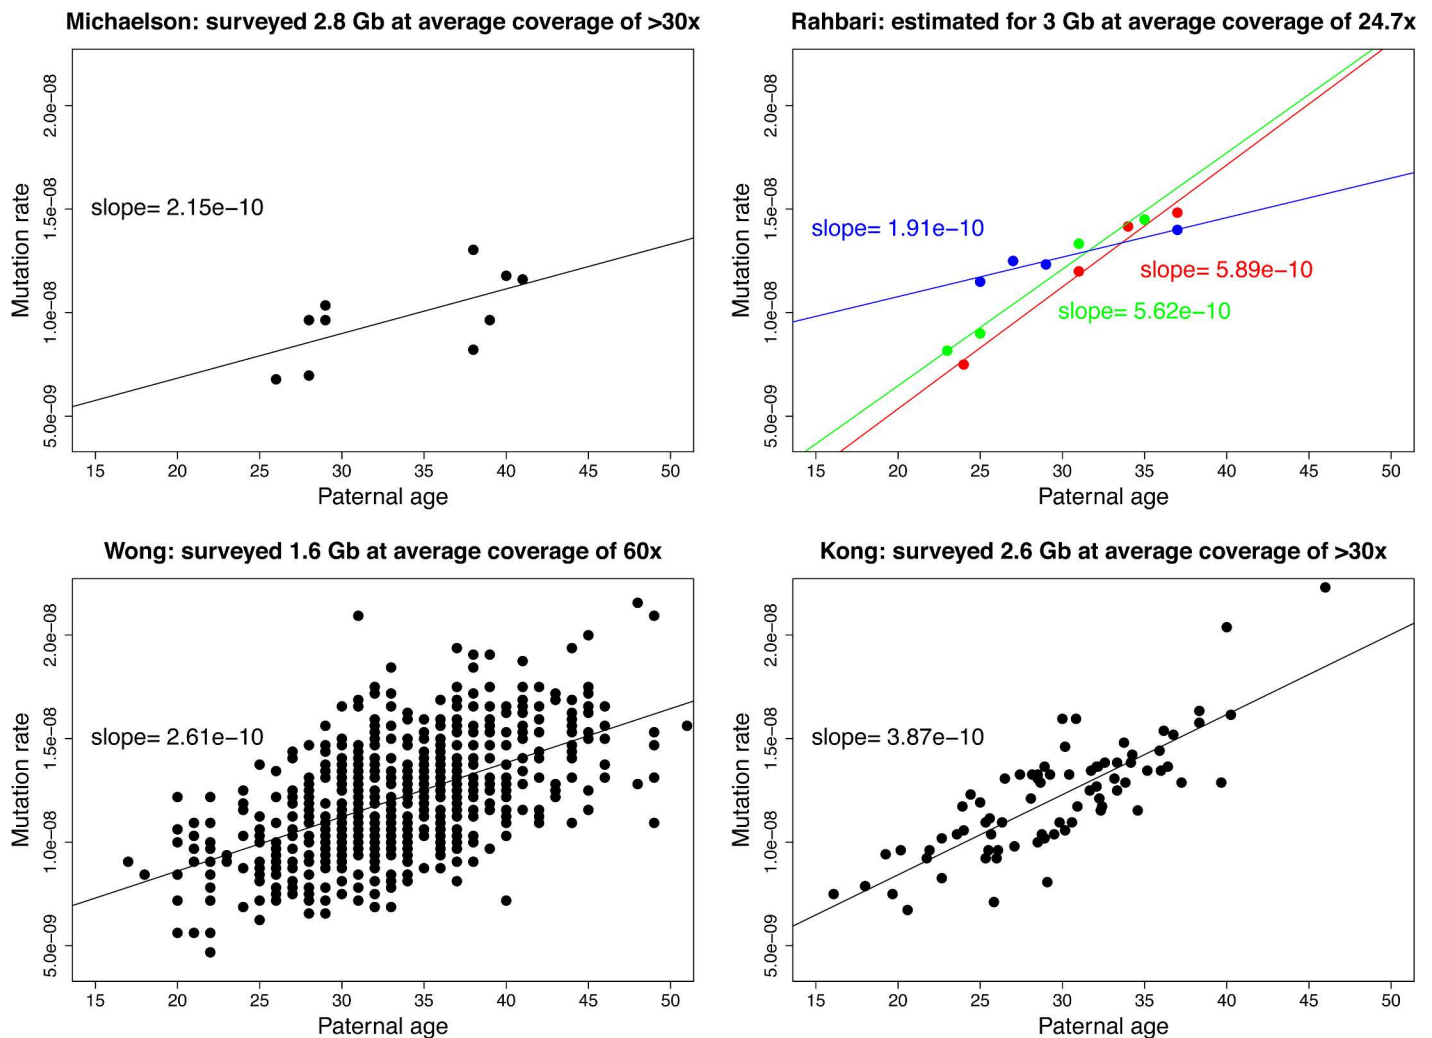 Michaelson: surveyed 2.8 Gb at average coverage of >30x
Mutation rate
2.0e−08
1.5e−08
1.0e−08
5.0e−09
slope= 2.15e−10
15 20 25 30 35 40 45 50
Paternal age
Rahbari: estimated for 3 Gb at average coverage of 24.7x
Mutation rate
2.0e−08
1.5e−08
1.0e−08
5.0e−09
slope= 1.91e−10
slope= 5.89e−10
slope= 5.62e−10
15 20 25 30 35 40 45 50
Paternal age
Wong: surveyed 1.6 Gb at average coverage of 60x
Mutation rate
2.0e−08
1.5e−08
1.0e−08
5.0e−09
slope= 2.61e−10
15 20 25 30 35 40 45 50
Paternal age
Kong: surveyed 2.6 Gb at average coverage of >30x
Mutation rate
2.0e−08
1.5e−08
1.0e−08
5.0e−09
slope= 3.87e−10
15 20 25 30 35 40 45 50
Paternal age